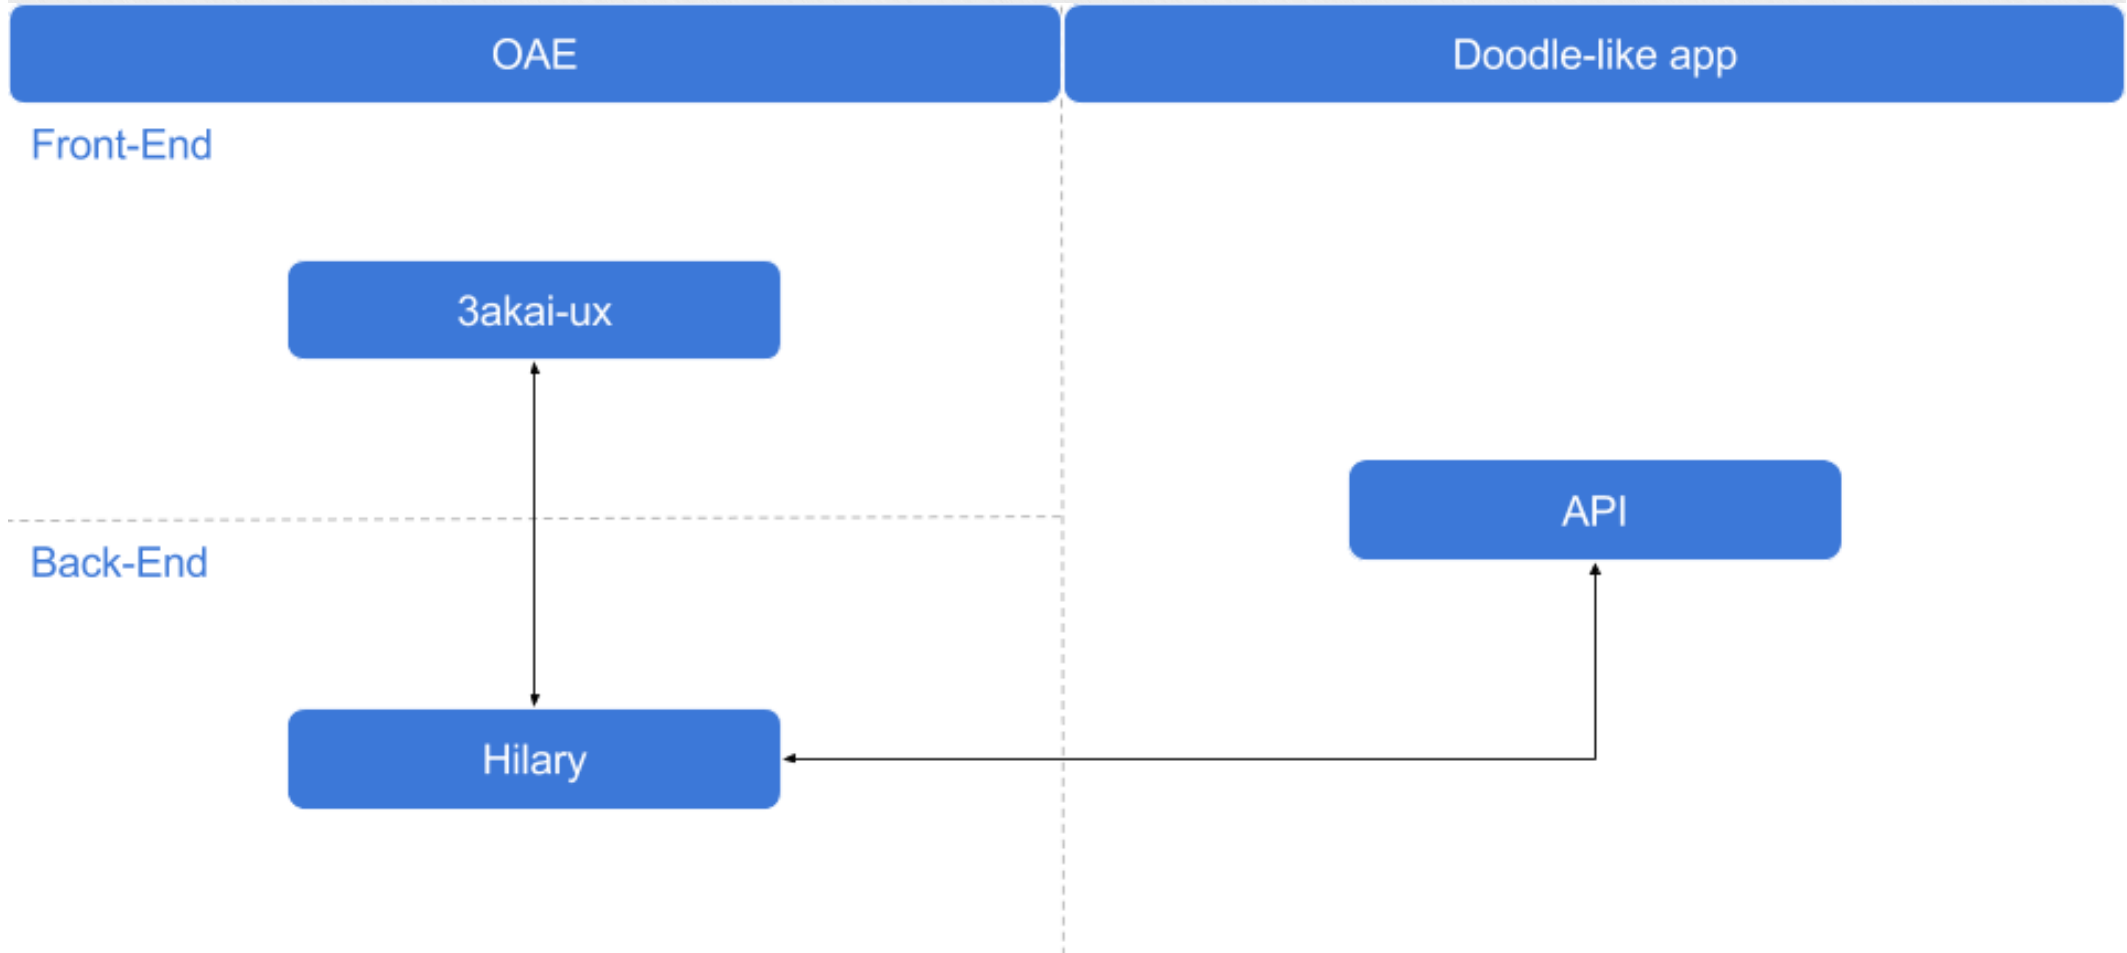 OAE
Doodle-like app
Front-End
3akai-ux
API
Back-End
Hilary